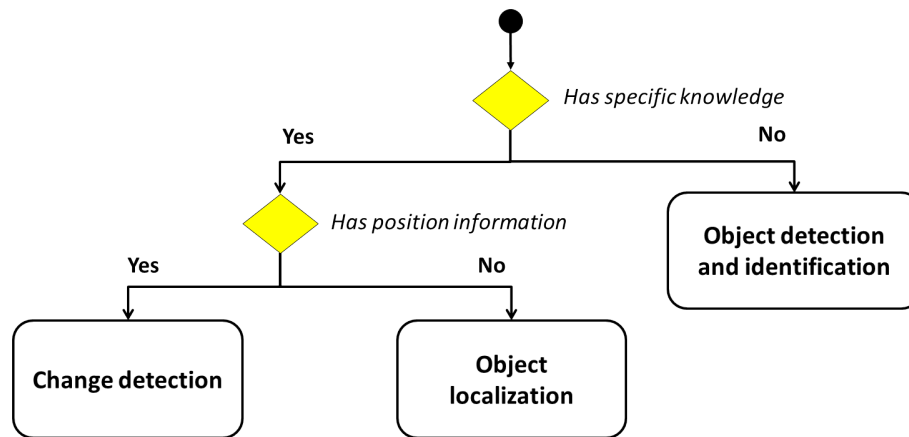 Has specific knowledge
Yes
No
Has position information
Object detection
and identification
Yes
No
Change detection
Object
localization